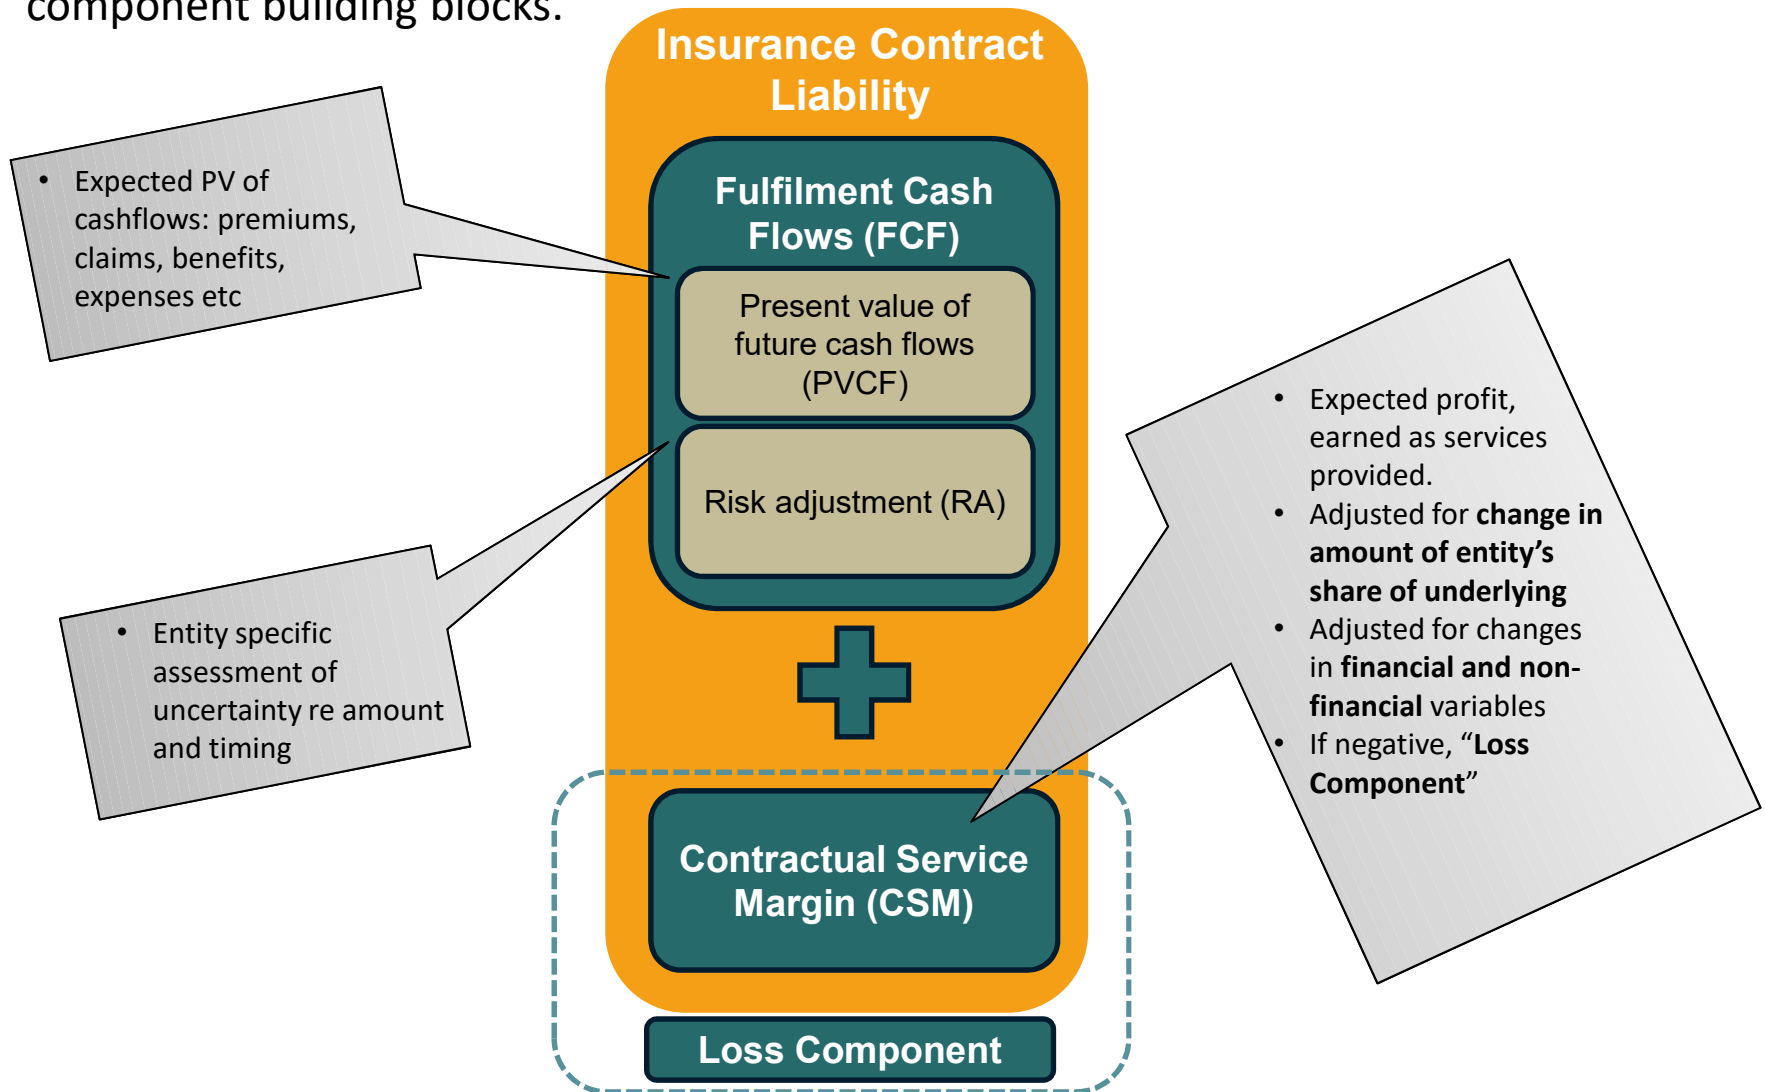 component building blocks.
Insurance Contract
Liability
• Expected PV of
cashflows: premiums,
claims, benefits,
expenses etc
Fulfilment Cash
Flows (FCF)
Present value of
future cash flows
(PVCF)
Risk adjustment (RA)
• Entity specific
assessment of
uncertainty re amount
and timing
• Expected profit,
earned as services
provided.
• Adjusted for change in
amount of entity’s
share of underlying
• Adjusted for changes
in financial and non-
financial variables
• If negative, “Loss
Component”
Contractual Service
Margin (CSM)
Loss Component